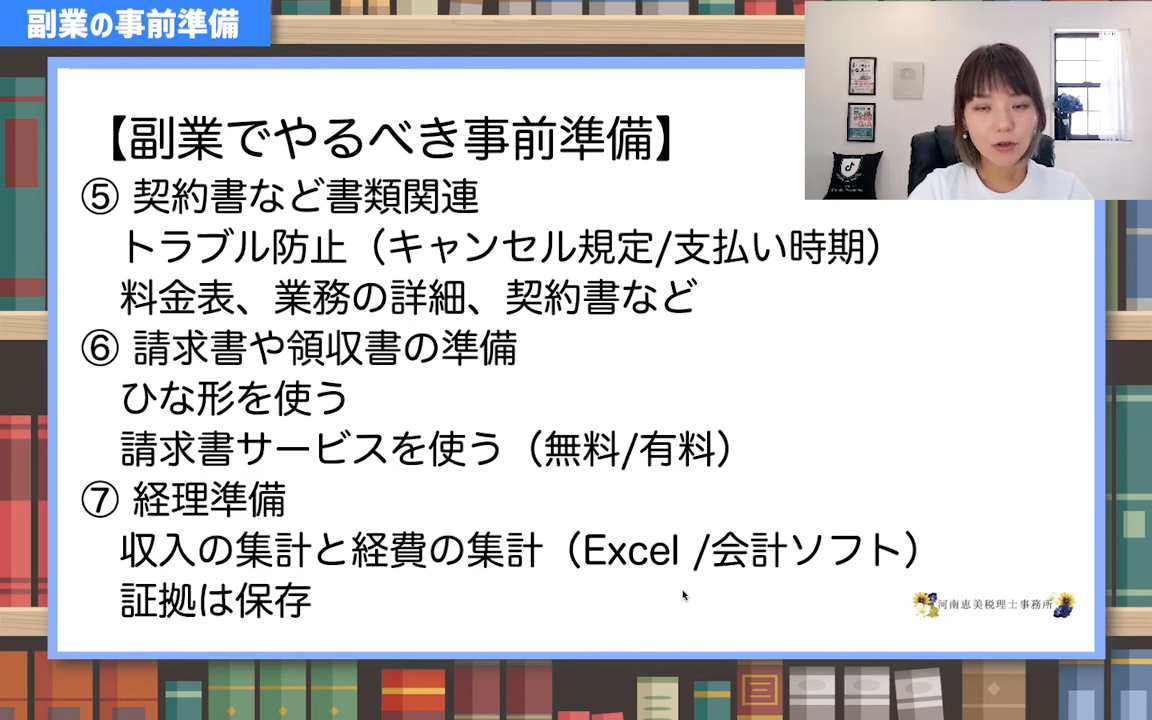 副業の事前準備
【副業でやるべき事前準備】
⑤ 契約書など書類関連
トラブル防止（キャンセル規定/支払い時期）
料金表、業務の詳細、契約書など
⑥ 請求書や領収書の準備
ひな形を使う
請求書サービスを使う（無料/有料）
⑦ 経理準備
収入の集計と経費の集計（Excel /会計ソフト）
証拠は保存
河南恵美税理士事務所